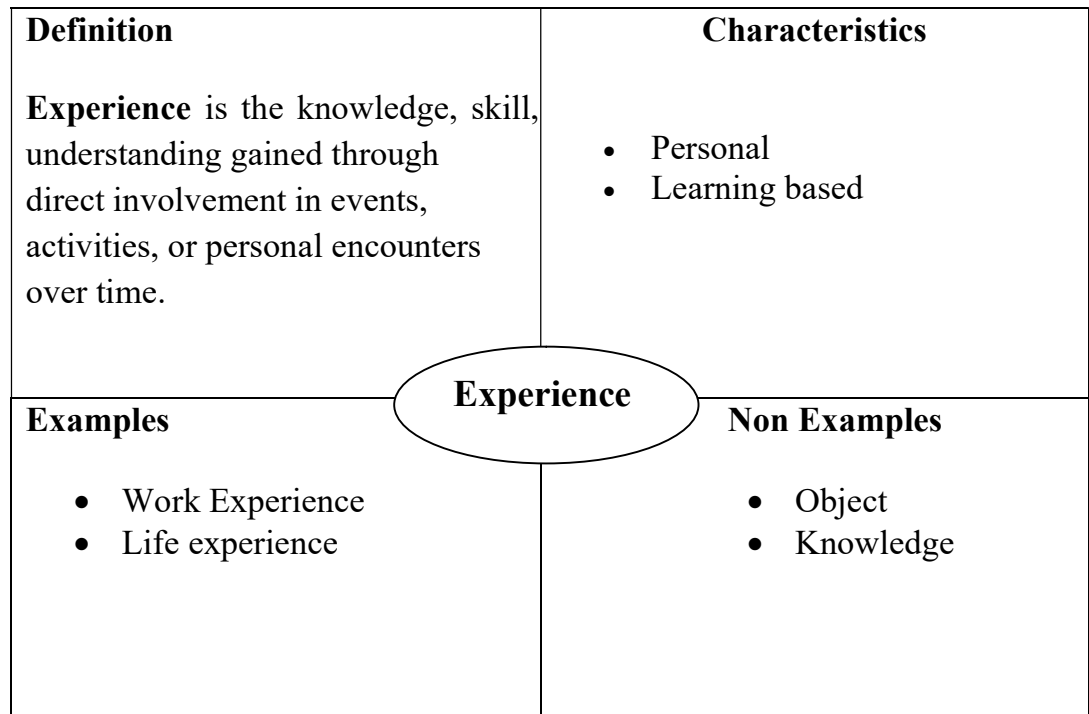 Definition
Experience is the knowledge, skill,
understanding gained through
direct involvement in events,
activities, or personal encounters
over time.
Characteristics
• Personal
• Learning based
Experience
Examples
• Work Experience
• Life experience
Non Examples
• Object
• Knowledge